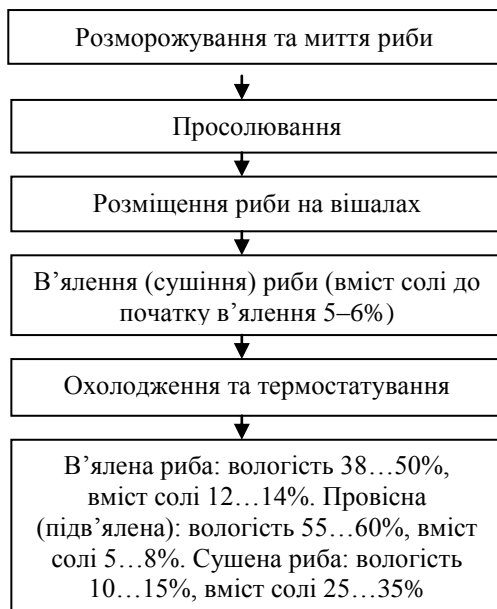 Розморожування та миття риби
Просолювання
Розміщення риби на вішалах
В’ялення (сушіння) риби (вміст солі до
початку в’ялення 5–6%)
Охолодження та термостатування
В’ялена риба: вологість 38…50%,
вміст солі 12…14%. Провісна
(підв’ялена): вологість 55…60%, вміст
солі 5…8%. Сушена риба: вологість
10…15%, вміст солі 25…35%